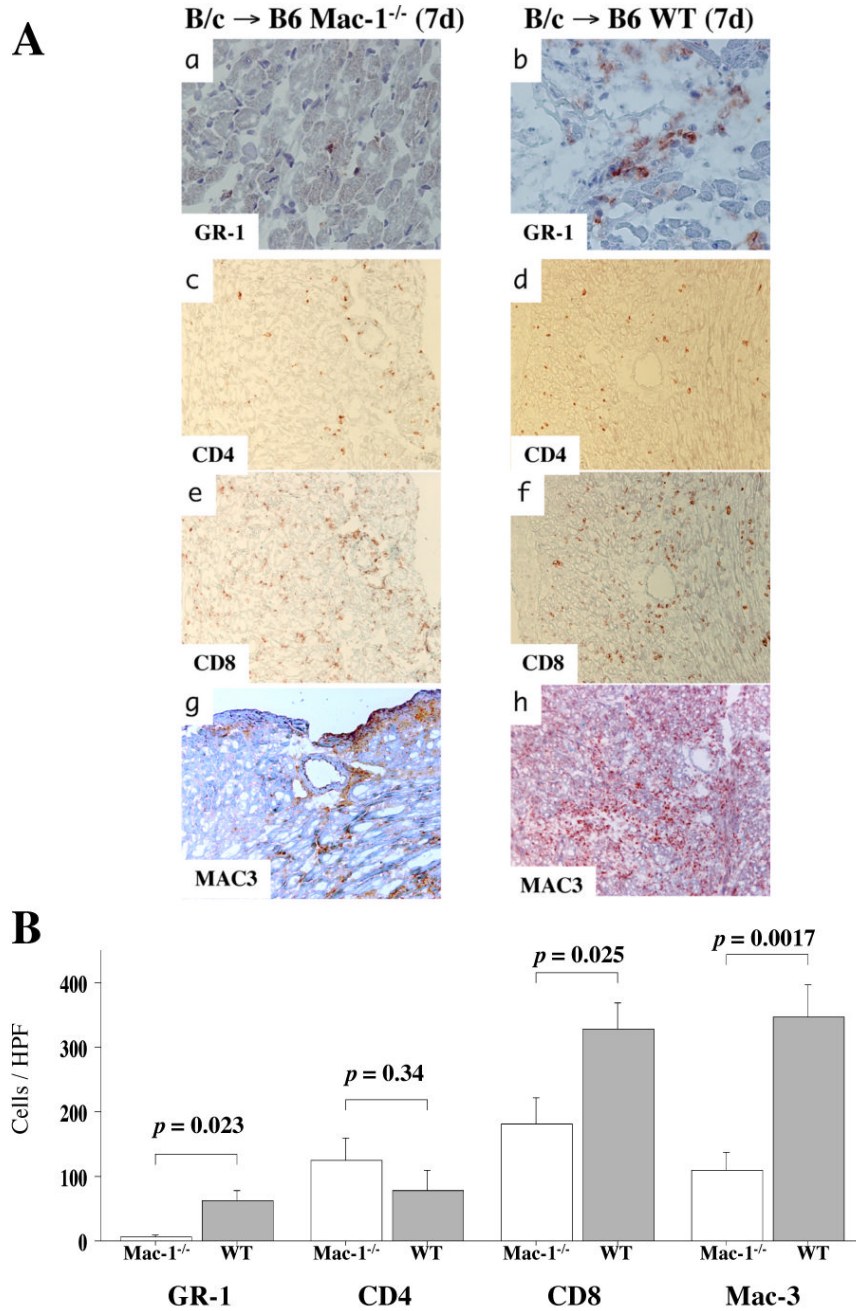 B/c → B6 Mac-1-/- (7d) B/c → B6 WT (7d)
A
a b
GR-1 GR-1
c d
CD4 CD4
e f
CD8 CD8
g h
MAC3 MAC3
B
p = 0.0017
p = 0.025
400
300
Cells / HPF
p = 0.34
200
p = 0.023
100
0
Mac-1-/- WT Mac-1-/- WT Mac-1-/- WT Mac-1-/- WT
GR-1 CD4 CD8 Mac-3